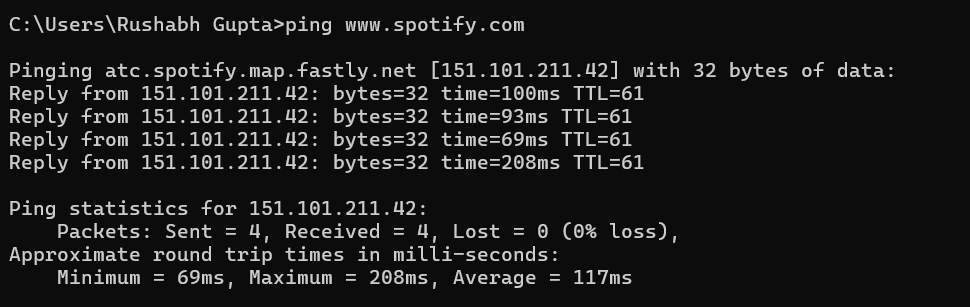 C:\Users\Rushabh Gupta>ping www.spotify.com
Pinging atc.spotify.map.fastly.net [151.101.211.42] with 32 bytes of data:
Reply from 151.101.211.42: bytes=32 time=100ms TTL=61
Reply from 151.101.211.42: bytes=32 time=93ms TTL=61
Reply from 151.101.211.42: bytes=32 time=69ms TTL=61
Reply from 151.101.211.42: bytes=32 time=208ms TTL=61
Ping statistics for 151.101.211.42:
Packets: Sent = 4, Received = 4, Lost = 0 (0% loss),
Approximate round trip times in milli-seconds:
Minimum = 69ms, Maximum = 208ms, Average = 117ms